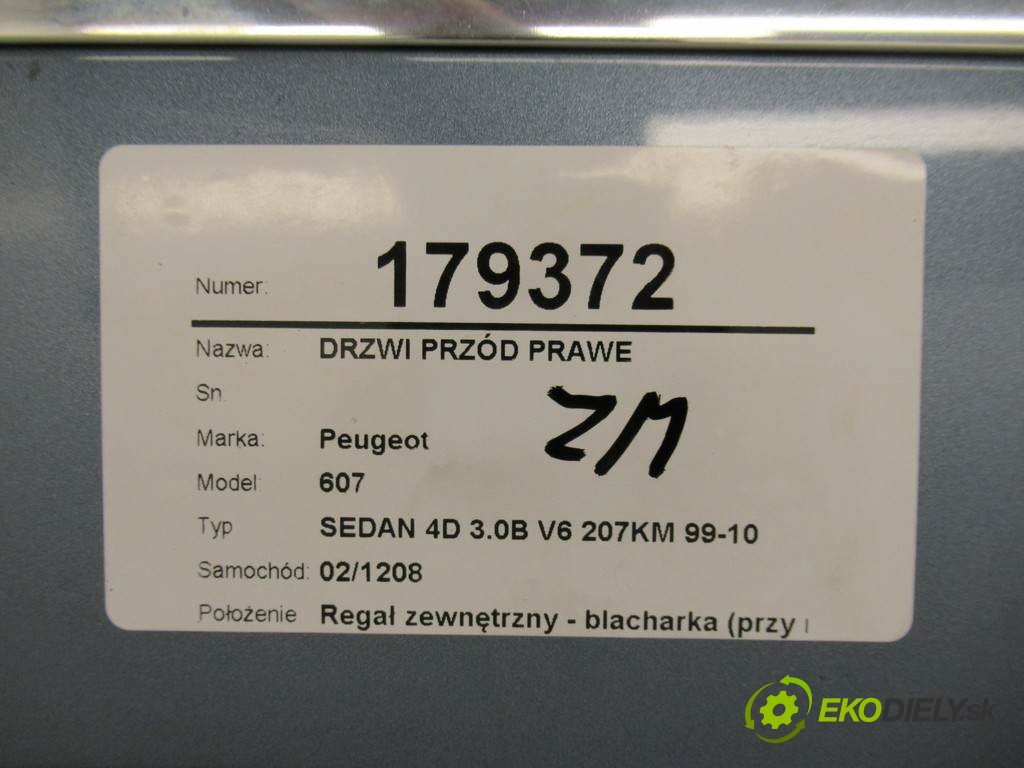 Numer: 179372
Nazwa: DRZWI PRZÓD PRAWE
Sn
ZM
Marka: Peugeot
Model: 607
Typ SEDAN 4D 3.0B V6 207KM 99-10
Samochód: 02/1208
Położenie Regał zewnętrzny - blacharka (przy
EKODIELY.sk